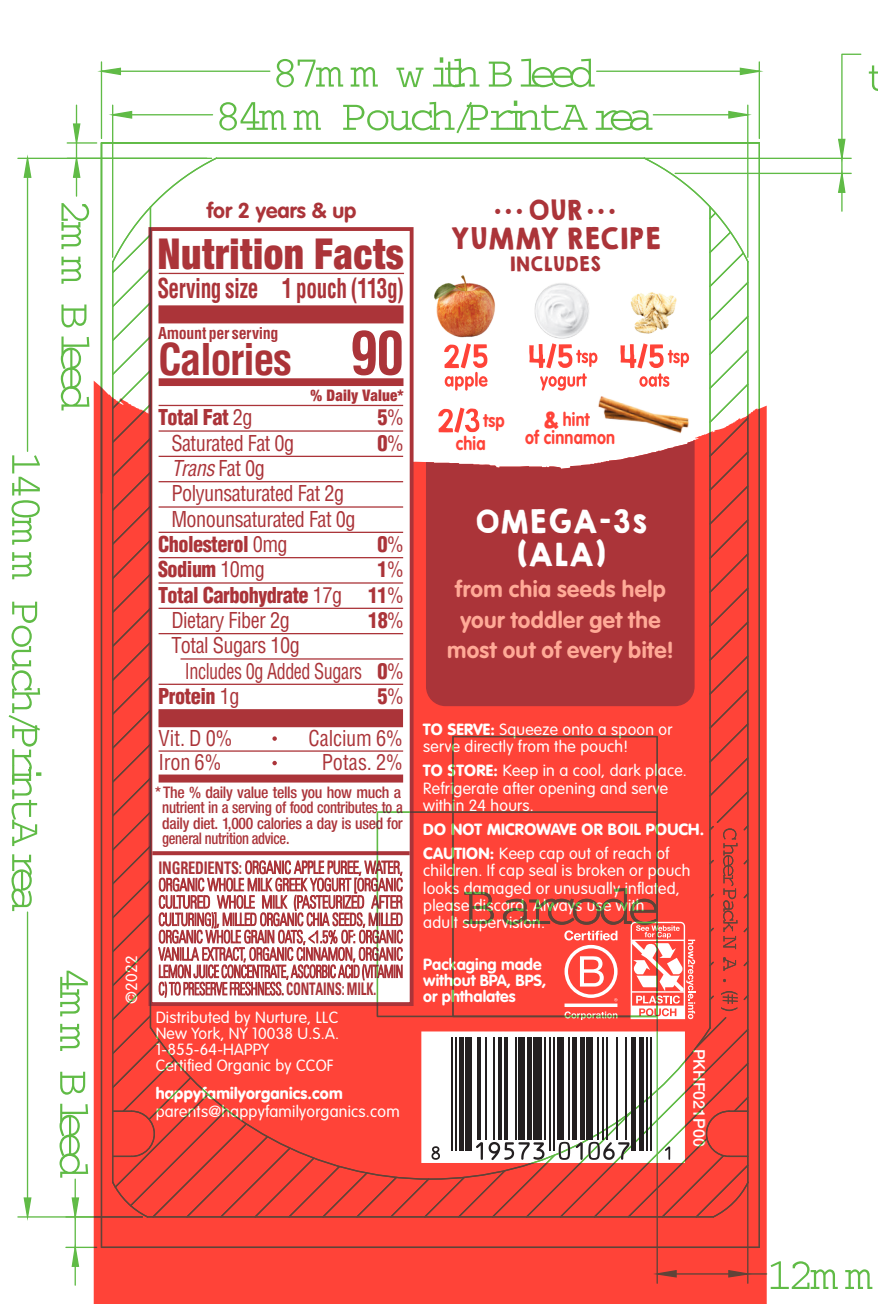 87mm with Bleed
84mm Pouch/Print Area
2mm Bleed
140mm Pouch/Print Area
4mm Bleed
for 2 years & up
Nutrition Facts
Serving size 1 pouch (113g)
Amount per serving
Calories 90
% Daily Value*
Total Fat 2g 5%
Saturated Fat 0g 0%
Trans Fat 0g
Polyunsaturated Fat 2g
Monounsaturated Fat 0g
Cholesterol 0mg 0%
Sodium 10mg 1%
Total Carbohydrate 17g 11%
Dietary Fiber 2g 18%
Total Sugars 10g
Includes 0g Added Sugars 0%
Protein 1g 5%
Vit. D 0% • Calcium 6%
Iron 6% • Potas. 2%
* The % daily value tells you how much a
nutrient in a serving of food contributes to a
daily diet. 1,000 calories a day is used for
general nutrition advice.
INGREDIENTS: ORGANIC APPLE PUREE, WATER,
ORGANIC WHOLE MILK GREEK YOGURT [ORGANIC
CULTURED WHOLE MILK (PASTEURIZED AFTER
CULTURING)], MILLED ORGANIC CHIA SEEDS, MILLED
ORGANIC WHOLE GRAIN OATS, <1.5% OF: ORGANIC
VANILLA EXTRACT, ORGANIC CINNAMON, ORGANIC
LEMON JUICE CONCENTRATE, ASCORBIC ACID (VITAMIN
C) TO PRESERVE FRESHNESS. CONTAINS: MILK.
©2022
Distributed by Nurture, LLC
New York, NY 10038 U.S.A.
1-855-64-HAPPY
Certified Organic by CCOF
happyfamilyorganics.com
parents@happyfamilyorganics.com
••• OUR •••
YUMMY RECIPE
INCLUDES
2/5
apple
4/5 tsp
yogurt
4/5 tsp
oats
2/3 tsp
chia
& hint
of cinnamon
OMEGA-3s
(ALA)
from chia seeds help
your toddler get the
most out of every bite!
TO SERVE: Squeeze onto a spoon or
serve directly from the pouch!
TO STORE: Keep in a cool, dark place.
Refrigerate after opening and serve
within 24 hours.
DO NOT MICROWAVE OR BOIL POUCH.
CAUTION: Keep cap out of reach of
children. If cap seal is broken or pouch
looks damaged or unusually inflated,
please discard. Always use with
adult supervision.
Barcode
Packaging made
without BPA, BPS,
or phthalates
Certified
B
®
Corporation
See Website
for Cap
PLASTIC
POUCH
how2recycle.info
CheerPack N.A. (#)
PKHF021P00
8 19573 01067 1
12mm
t